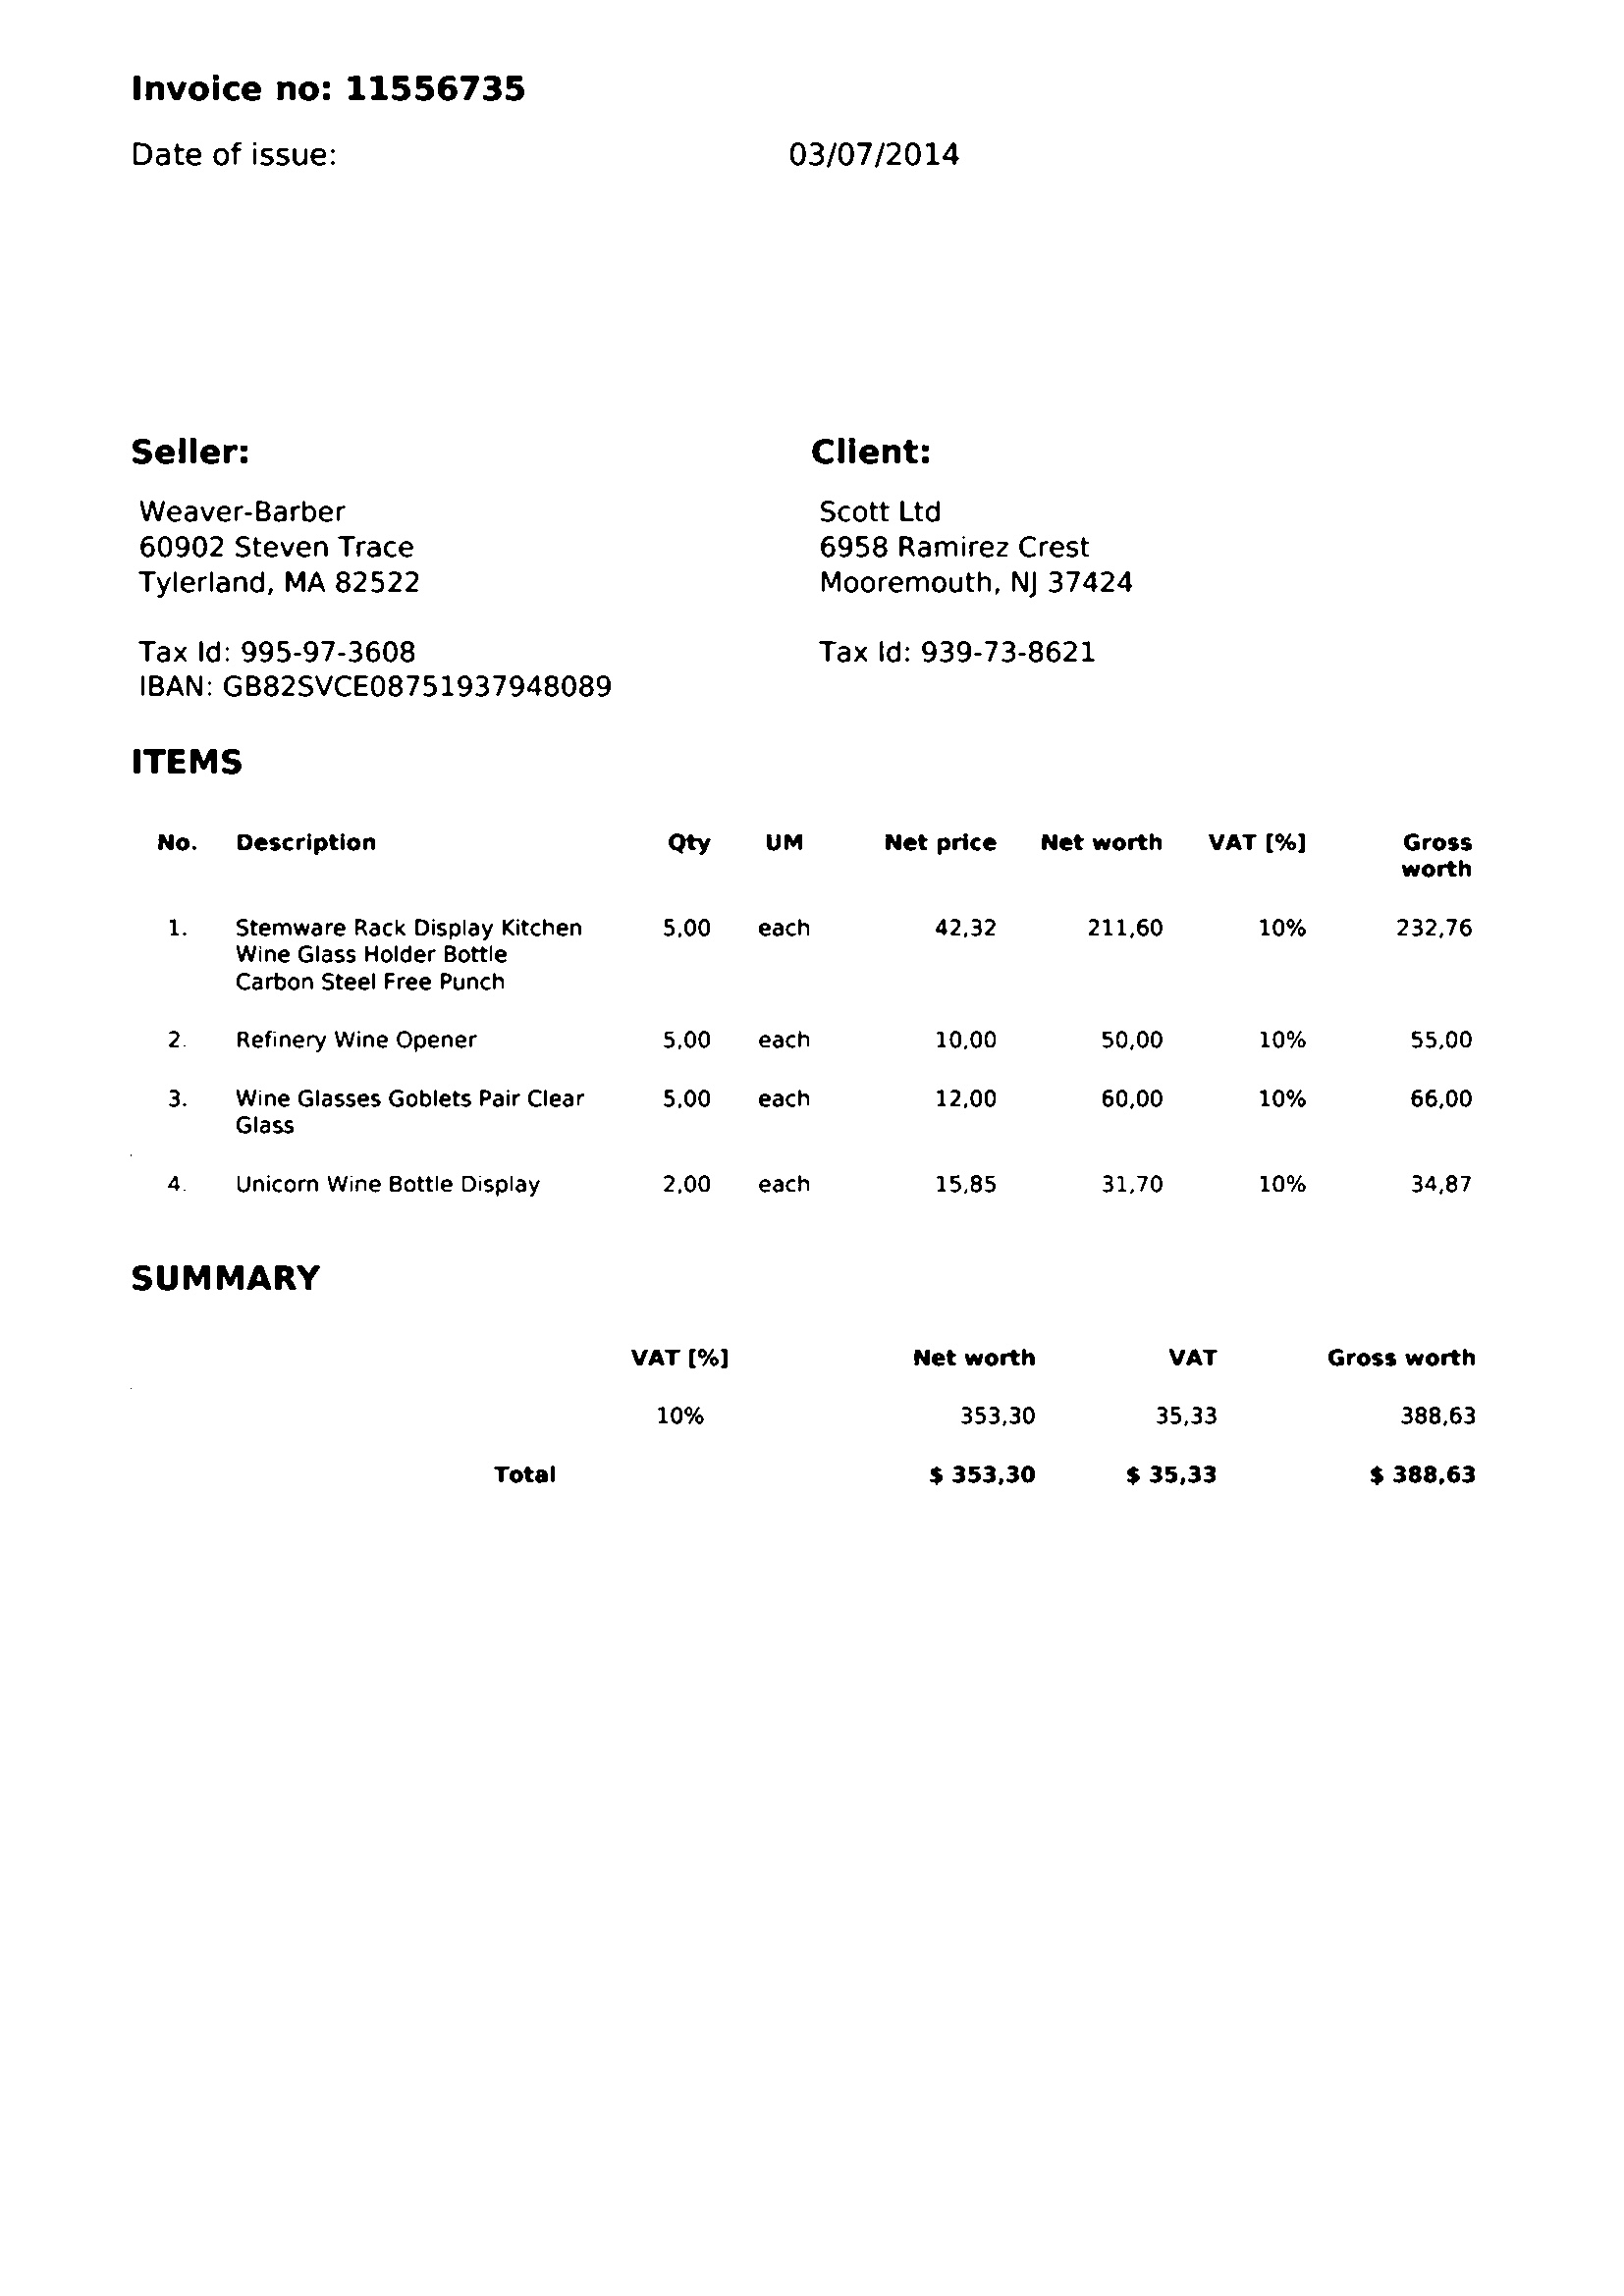 Invoice no: 11556735
Date of issue: 03/07/2014
Seller:
Weaver-Barber
60902 Steven Trace
Tylerland, MA 82522
Tax Id: 995-97-3608
IBAN: GB82SVCE08751937948089
Client:
Scott Ltd
6958 Ramirez Crest
Mooremouth, NJ 37424
Tax Id: 939-73-8621
ITEMS
No. Description Qty UM Net price Net worth VAT [%] Gross
worth
1. Stemware Rack Display Kitchen 5,00 each 42,32 211,60 10% 232,76
Wine Glass Holder Bottle
Carbon Steel Free Punch
2. Refinery Wine Opener 5,00 each 10,00 50,00 10% 55,00
3. Wine Glasses Goblets Pair Clear 5,00 each 12,00 60,00 10% 66,00
Glass
4. Unicorn Wine Bottle Display 2,00 each 15,85 31,70 10% 34,87
SUMMARY
VAT [%] Net worth VAT Gross worth
10% 353,30 35,33 388,63
Total $ 353,30 $ 35,33 $ 388,63